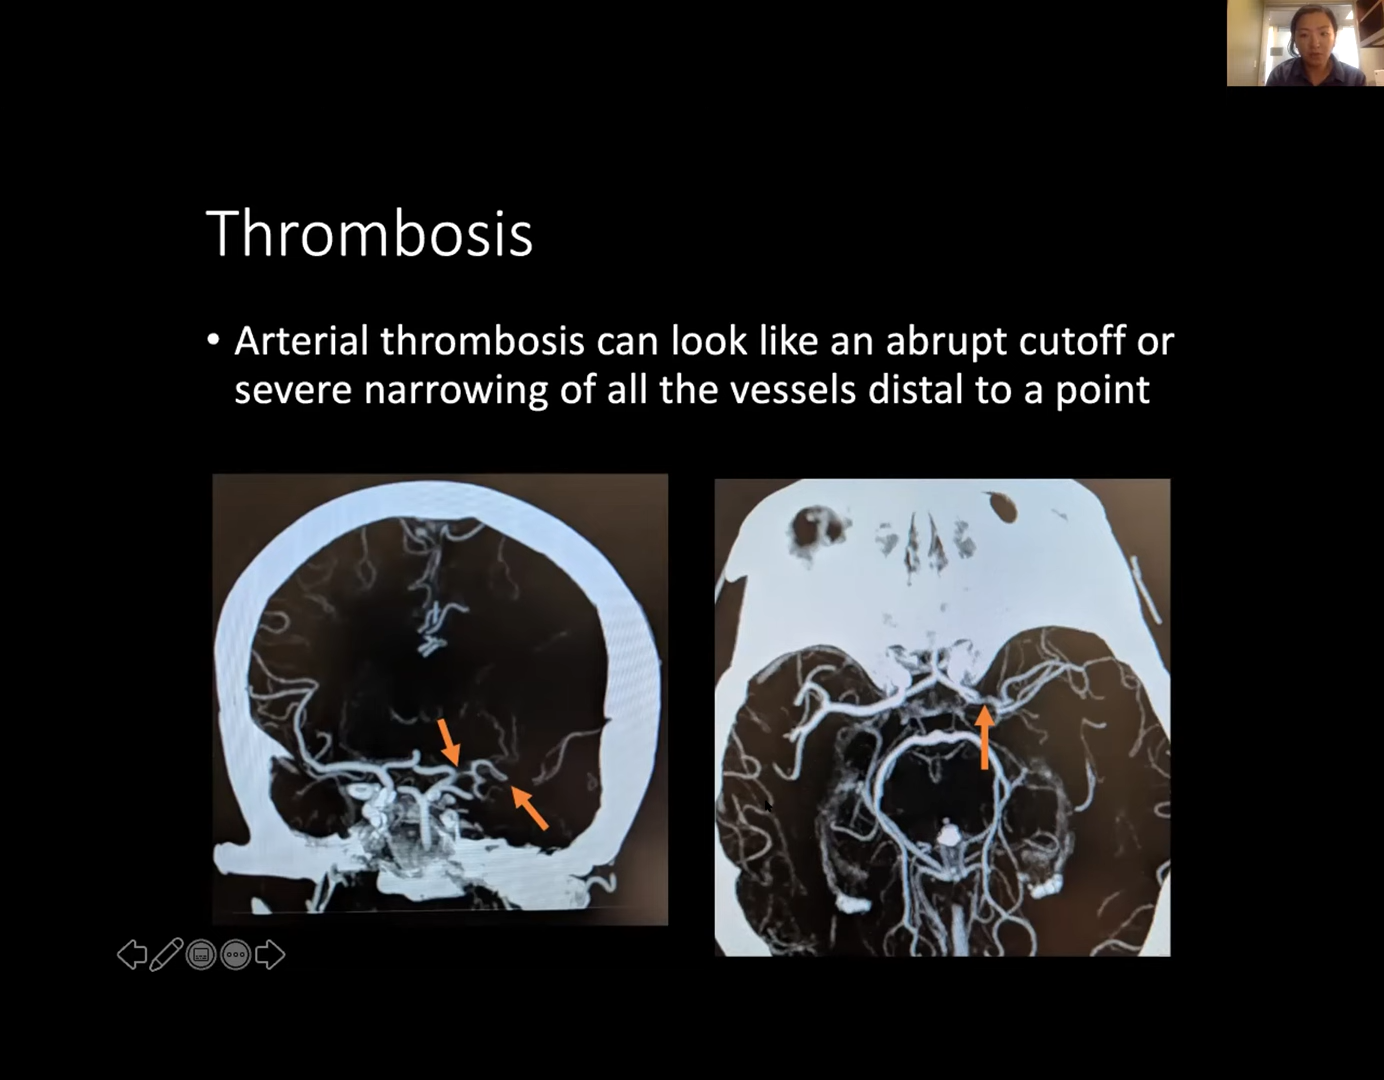 Thrombosis
• Arterial thrombosis can look like an abrupt cutoff or
severe narrowing of all the vessels distal to a point